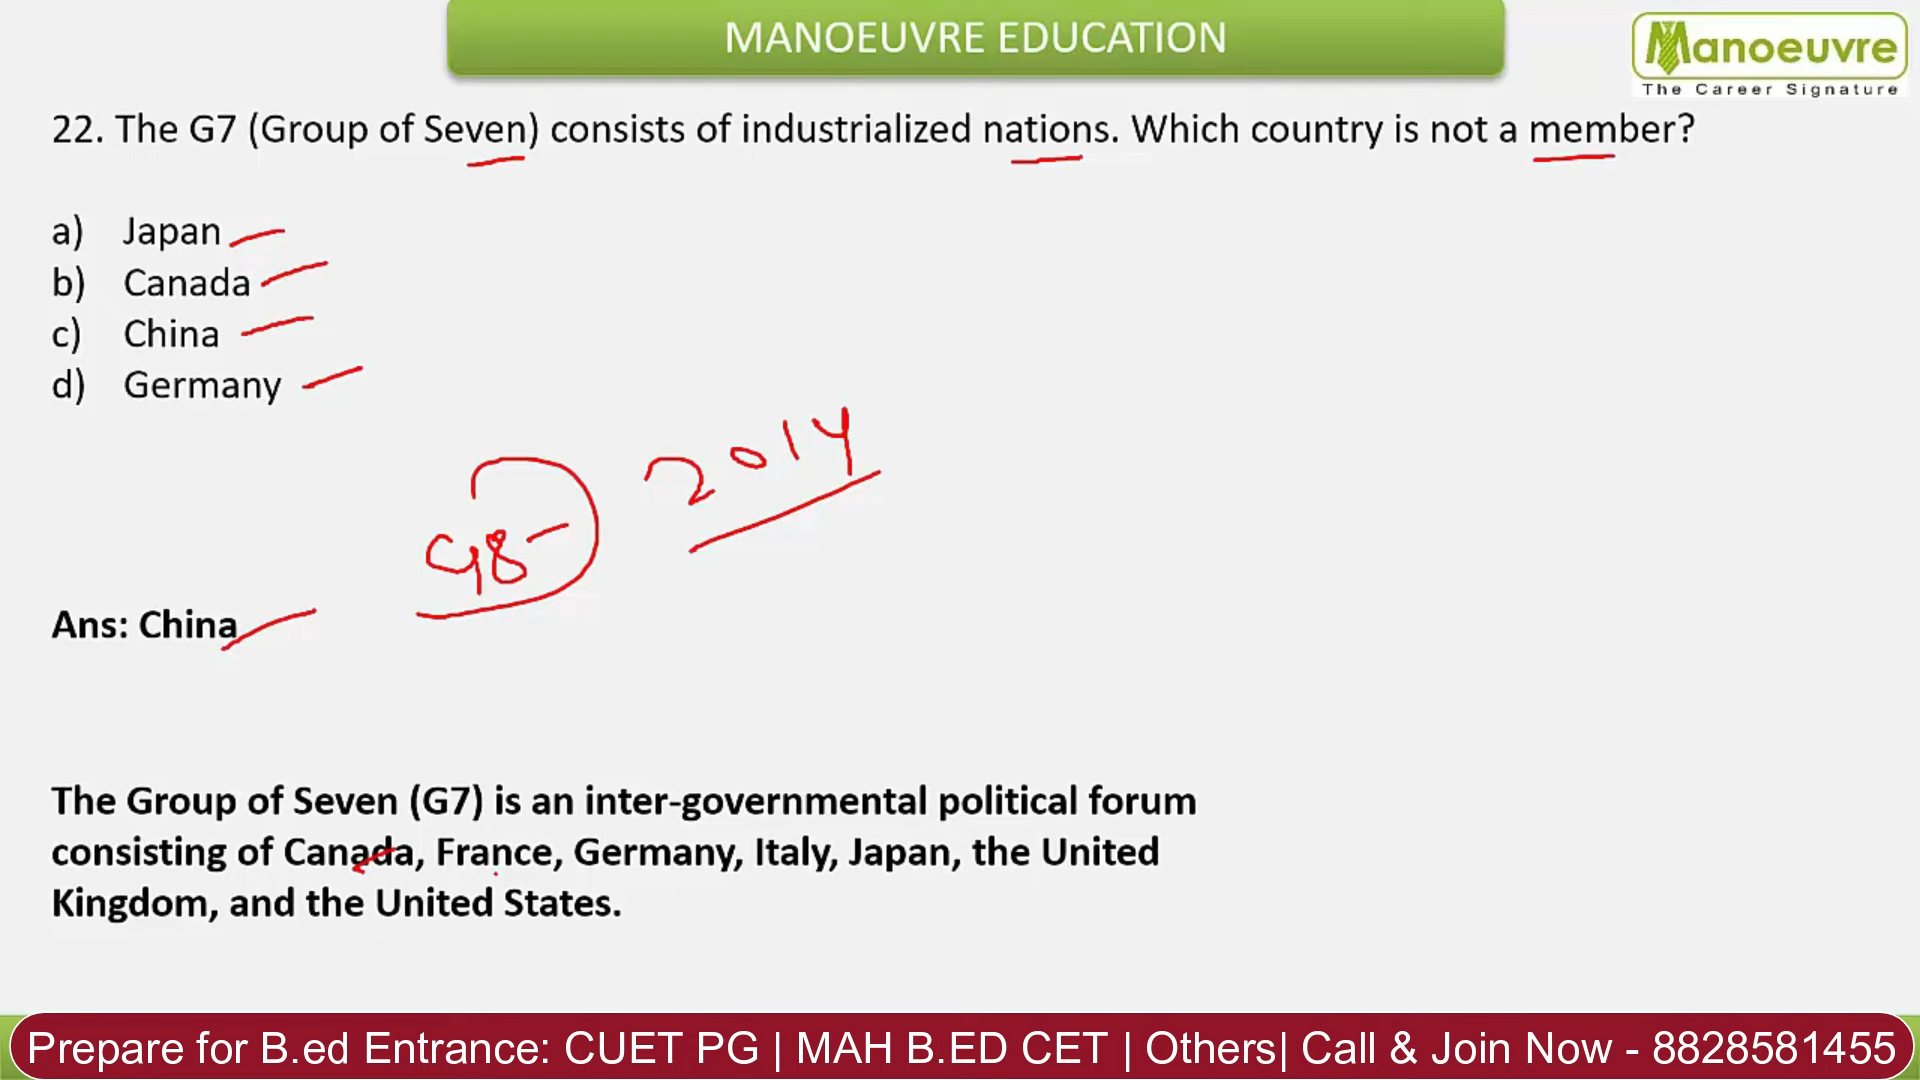 MANOEUVRE EDUCATION
Manoeuvre
The Career Signature
22. The G7 (Group of Seven) consists of industrialized nations. Which country is not a member?
a) Japan
b) Canada
c) China
d) Germany
2014
G8
Ans: China
The Group of Seven (G7) is an inter-governmental political forum
consisting of Canada, France, Germany, Italy, Japan, the United
Kingdom, and the United States.
Prepare for B.ed Entrance: CUET PG | MAH B.ED CET | Others| Call & Join Now - 8828581455